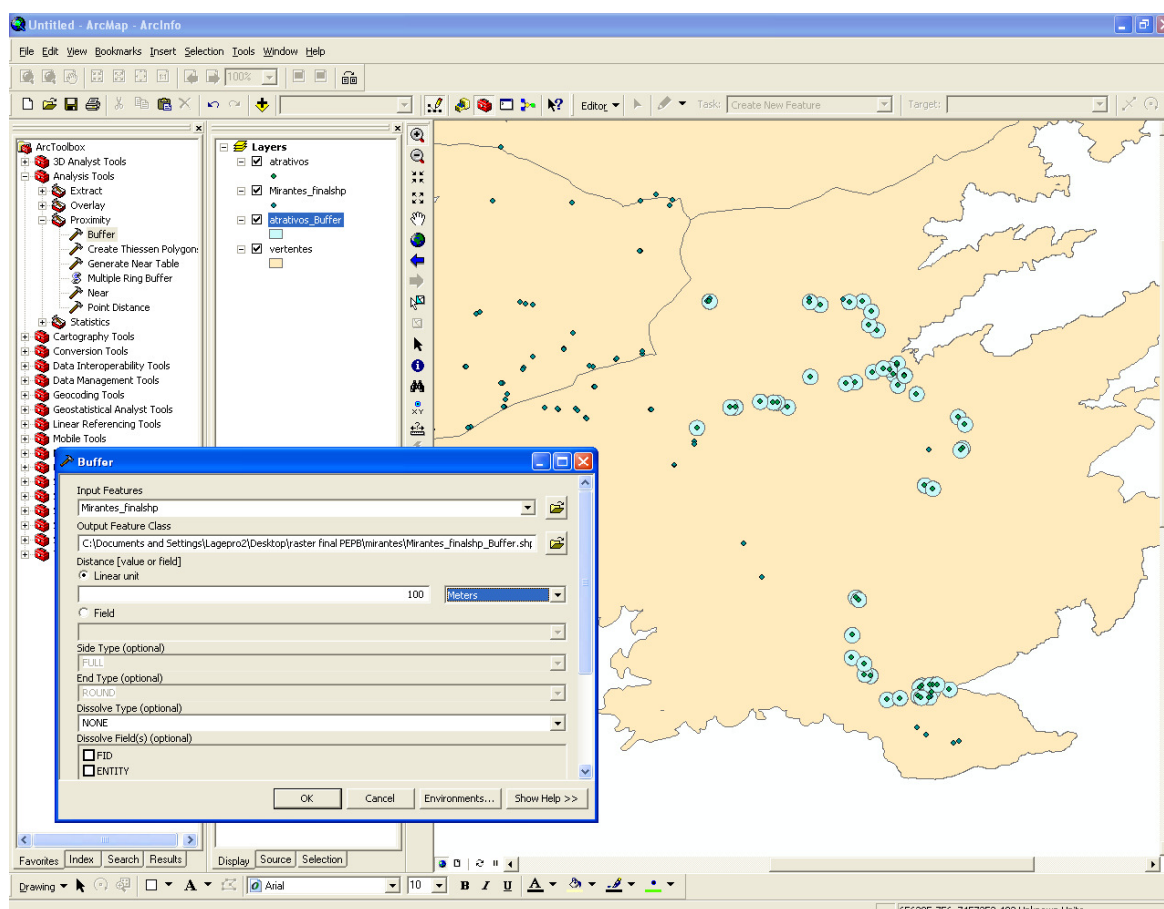 Untitled - ArcMap - ArcInfo
File Edit View Bookmarks Insert Selection Tools Window Help
100%
Editor Task: Create New Feature Target:
ArcToolbox
3D Analyst Tools
Analysis Tools
Extract
Overlay
Proximity
Buffer
Create Thiessen Polygon:
Generate Near Table
Multiple Ring Buffer
Near
Point Distance
Statistics
Cartography Tools
Conversion Tools
Data Interoperability Tools
Data Management Tools
Geocoding Tools
Geostatistical Analyst Tools
Linear Referencing Tools
Mobile Tools
Layers
atrativos
Mirantes_finalshp
atrativos_Buffer
vertentes
XY
Buffer
Input Features
Mirantes_finalshp
Output Feature Class
C:\Documents and Settings\Lagepro2\Desktop\raster final PEPB\mirantes\Mirantes_finalshp_Buffer.shp
Distance [value or field]
Linear unit
100 Meters
Field
Side Type (optional)
FULL
End Type (optional)
ROUND
Dissolve Type (optional)
NONE
Dissolve Field(s) (optional)
FID
ENTITY
OK Cancel Environments... Show Help >>
Favorites Index Search Results
Display Source Selection
Drawing A Arial 10 B I U A
Unknown Units